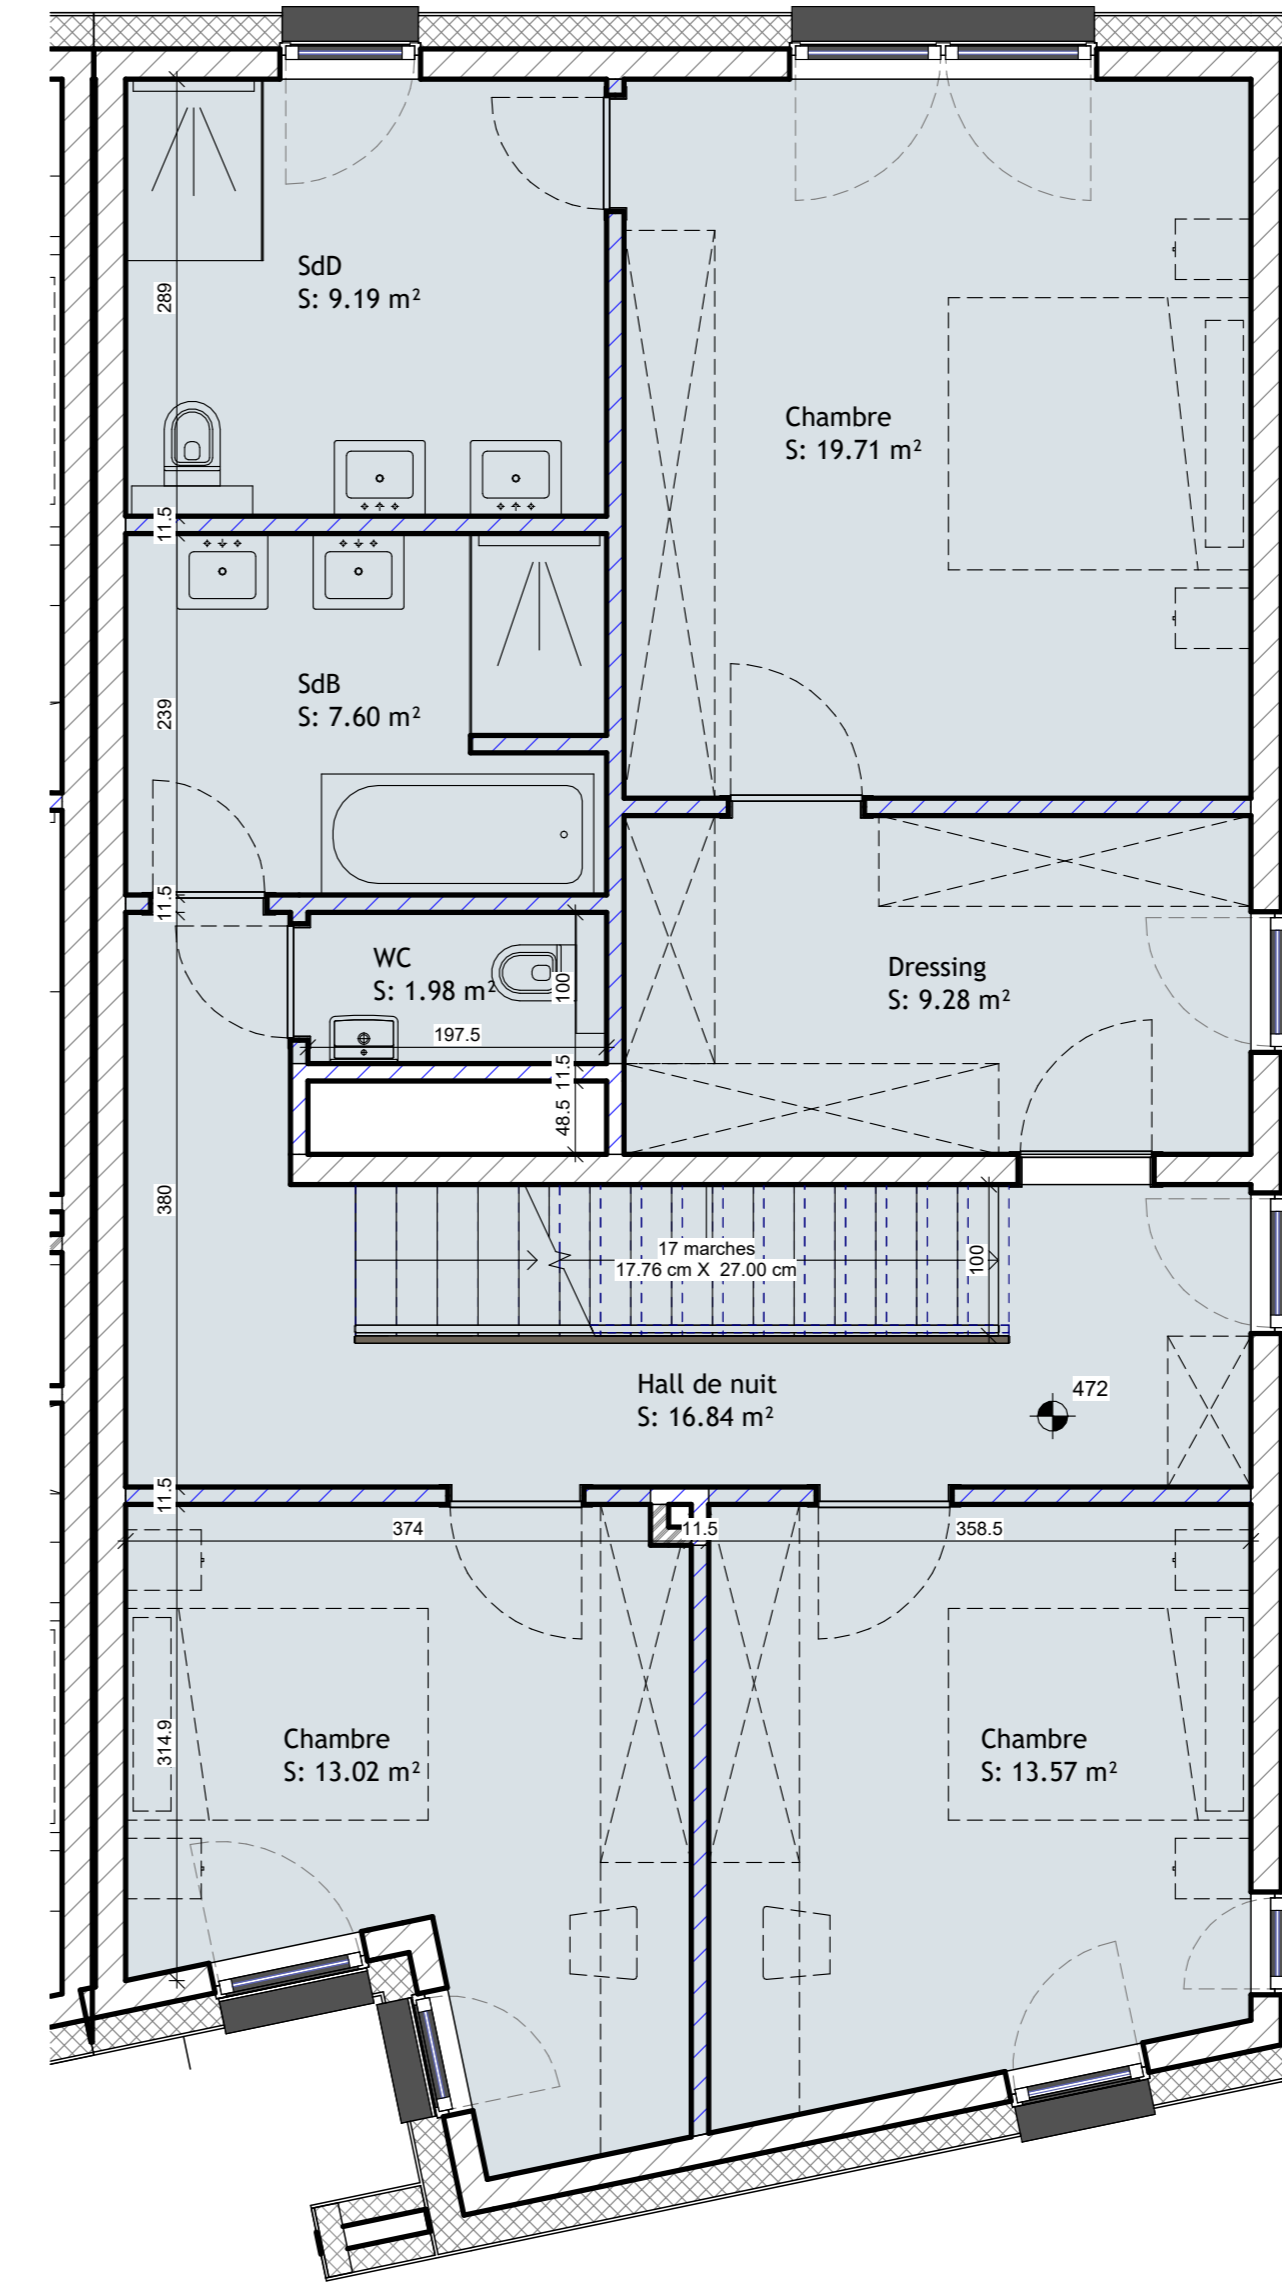 SdD
S: 9.19 m²
289
Chambre
S: 19.71 m²
11.5
SdB
S: 7.60 m²
239
11.5
WC
S: 1.98 m²
100
197.5
Dressing
S: 9.28 m²
11.5
48.5
380
17 marches
17.76 cm X 27.00 cm
100
Hall de nuit
S: 16.84 m²
472
11.5
374
11.5
358.5
Chambre
S: 13.02 m²
314.9
Chambre
S: 13.57 m²